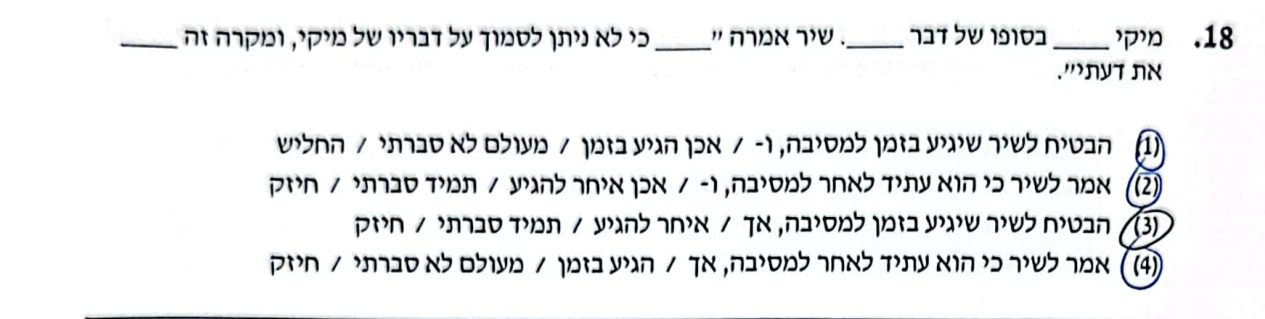 18. מיקי ____ בסופו של דבר ____. שיר אמרה "____ כי לא ניתן לסמוך על דבריו של מיקי, ומקרה זה ____
את דעתי".
(1) הבטיח לשיר שיגיע בזמן למסיבה, ו- / אכן הגיע בזמן / מעולם לא סברתי / החליש
(2) אמר לשיר כי הוא עתיד לאחר למסיבה, ו- / אכן איחר להגיע / תמיד סברתי / חיזק
(3) הבטיח לשיר שיגיע בזמן למסיבה, אך / איחר להגיע / תמיד סברתי / חיזק
(4) אמר לשיר כי הוא עתיד לאחר למסיבה, אך / הגיע בזמן / מעולם לא סברתי / חיזק